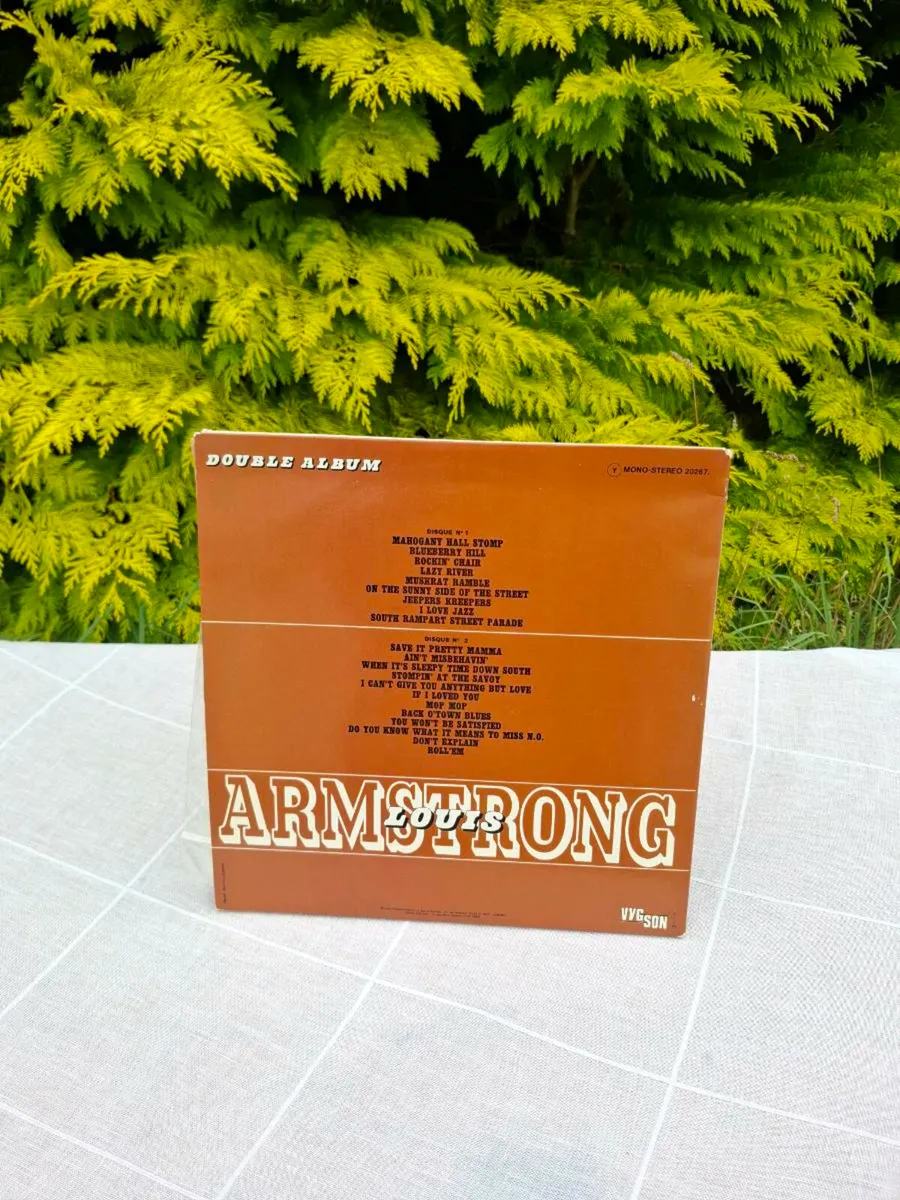 DOUBLE ALBUM
Y MONO-STEREO 20267.
DISQUE N° 1
MAHOGANY HALL STOMP
BLUEBERRY HILL
ROCKIN' CHAIR
LAZY RIVER
MUSKRAT RAMBLE
ON THE SUNNY SIDE OF THE STREET
JEEPERS KREEPERS
I LOVE JAZZ
SOUTH RAMPART STREET PARADE
DISQUE N° 2
SAVE IT PRETTY MAMMA
AIN'T MISBEHAVIN'
WHEN IT'S SLEEPY TIME DOWN SOUTH
STOMPIN' AT THE SAVOY
I CAN'T GIVE YOU ANYTHING BUT LOVE
IF I LOVED YOU
MOP MOP
BACK O'TOWN BLUES
YOU WON'T BE SATISFIED
DO YOU KNOW WHAT IT MEANS TO MISS N.O.
DON'T EXPLAIN
ROLL'EM
ARMSTRONG
LOUIS
VYGSON